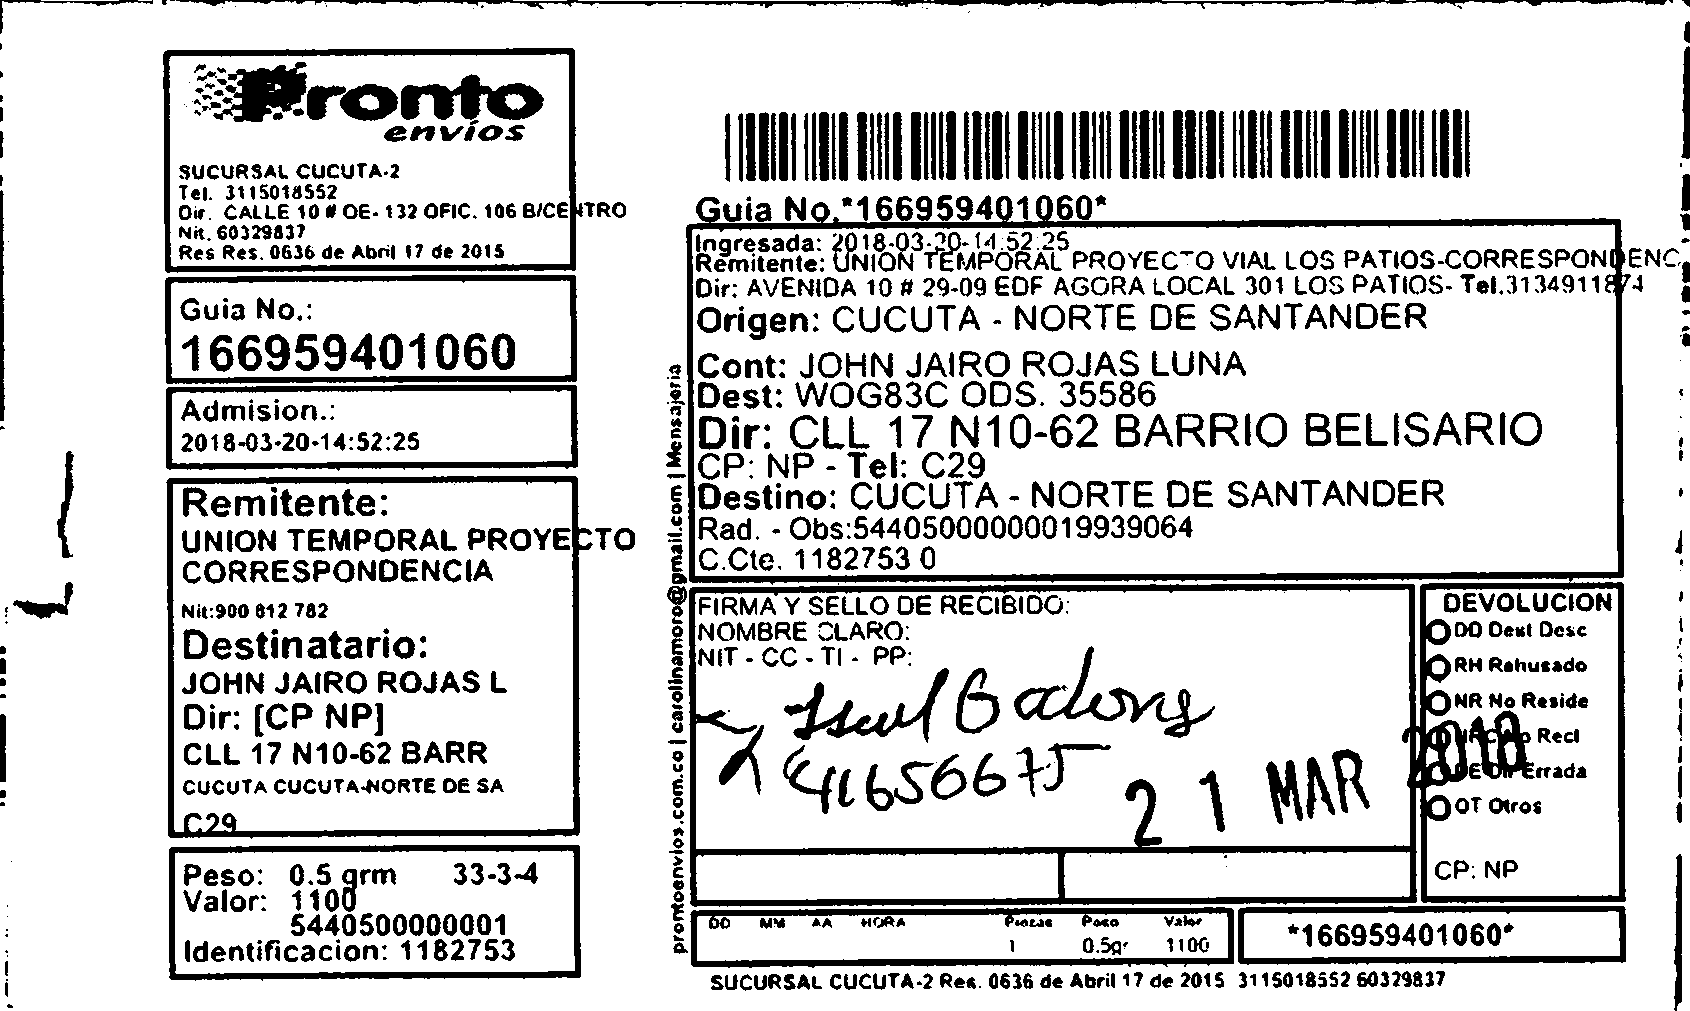 Pronto
envíos
SUCURSAL CUCUTA-2
Tel. 3115018552
Dir. CALLE 10 # OE-132 OFIC. 106 B/CENTRO
Nit. 60329837
Res Res. 0636 de Abril 17 de 2015
Guia No.:
166959401060
Admision.:
2018-03-20-14:52:25
Remitente:
UNION TEMPORAL PROYECTO
CORRESPONDENCIA
Nit:900 812 782
Destinatario:
JOHN JAIRO ROJAS L
Dir: [CP NP]
CLL 17 N10-62 BARR
CUCUTA CUCUTA-NORTE DE SA
C29
Peso: 0.5 grm 33-3-4
Valor: 1100
5440500000001
Identificacion: 1182753
prontoenvios.com.co | carolinamoro@gmail.com | Mensajeria
Guia No.*166959401060*
Ingresada: 2018-03-20-14:52:25
Remitente: UNION TEMPORAL PROYECTO VIAL LOS PATIOS-CORRESPONDENC
Dir: AVENIDA 10 # 29-09 EDF AGORA LOCAL 301 LOS PATIOS- Tel.3134911874
Origen: CUCUTA - NORTE DE SANTANDER
Cont: JOHN JAIRO ROJAS LUNA
Dest: WOG83C ODS. 35586
Dir: CLL 17 N10-62 BARRIO BELISARIO
CP: NP - Tel: C29
Destino: CUCUTA - NORTE DE SANTANDER
Rad. - Obs:54405000000019939064
C.Cte. 1182753 0
FIRMA Y SELLO DE RECIBIDO:
NOMBRE CLARO:
NIT - CC - TI - PP:
41656675
21 MAR 2018
DEVOLUCION
DD Dest Desc
RH Rehusado
NR No Reside
No Recl
DE Dir Errada
OT Otros
CP: NP
DD MM AA HORA Piezas Peso Valor
1 0.5gr 1100
*166959401060*
SUCURSAL CUCUTA-2 Res. 0636 de Abril 17 de 2015 3115018552 60329837